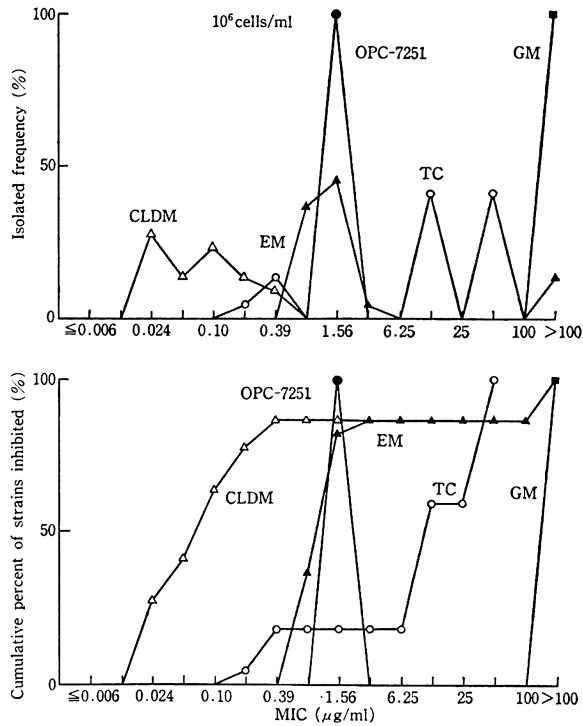 10⁶cells/ml
Isolated frequency (%)
100
50
0
OPC-7251
GM
CLDM
EM
TC
≦0.006 0.024 0.10 0.39 1.56 6.25 25 100 >100
Cumulative percent of strains inhibited (%)
100
50
0
OPC-7251
EM
CLDM
TC
GM
≦0.006 0.024 0.10 0.39 1.56 6.25 25 100 >100
MIC (μg/ml)